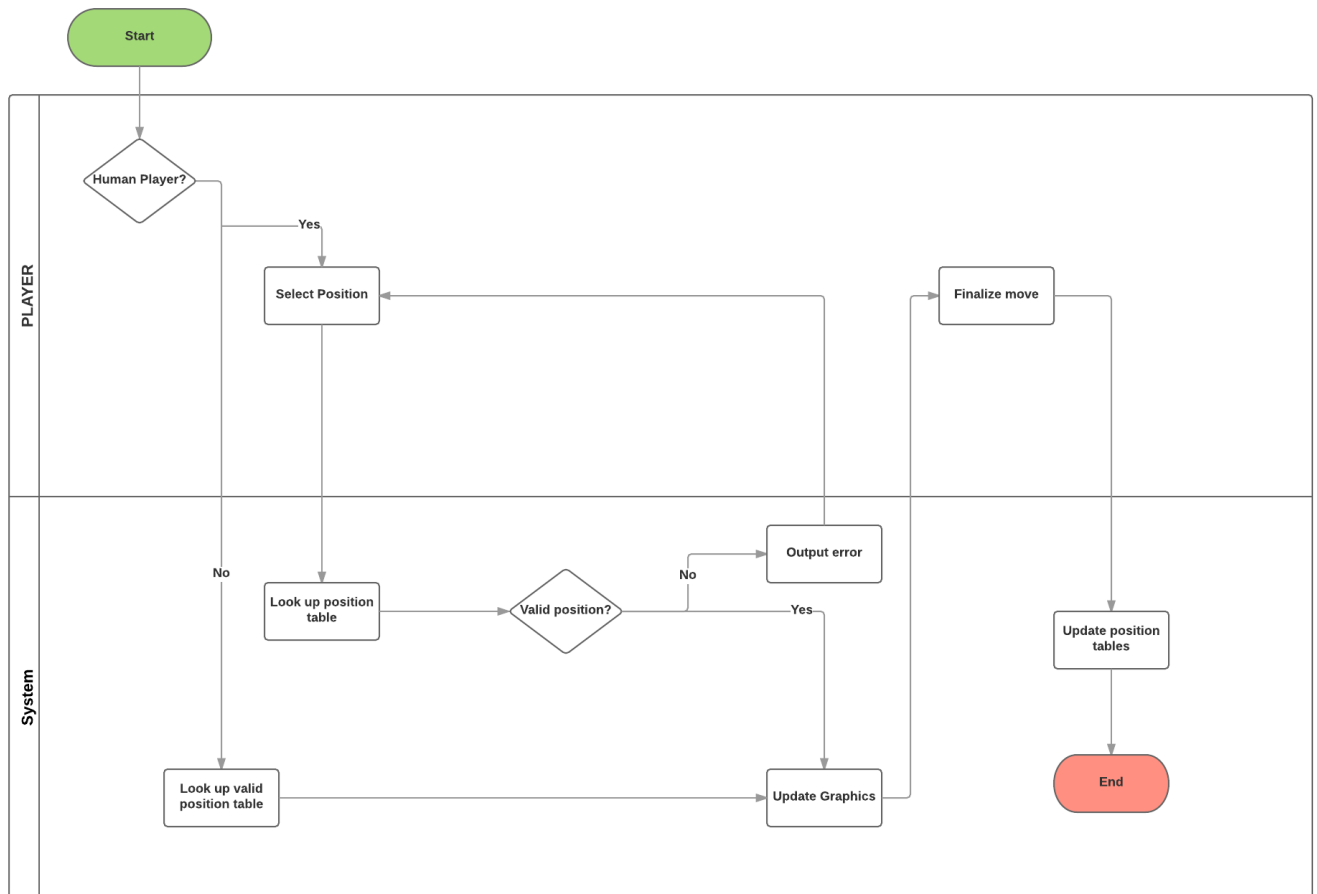 Start
PLAYER
Human Player?
Yes
Select Position
Finalize move
System
No
Look up position
table
Valid position?
No
Output error
Yes
Update position
tables
Look up valid
position table
Update Graphics
End